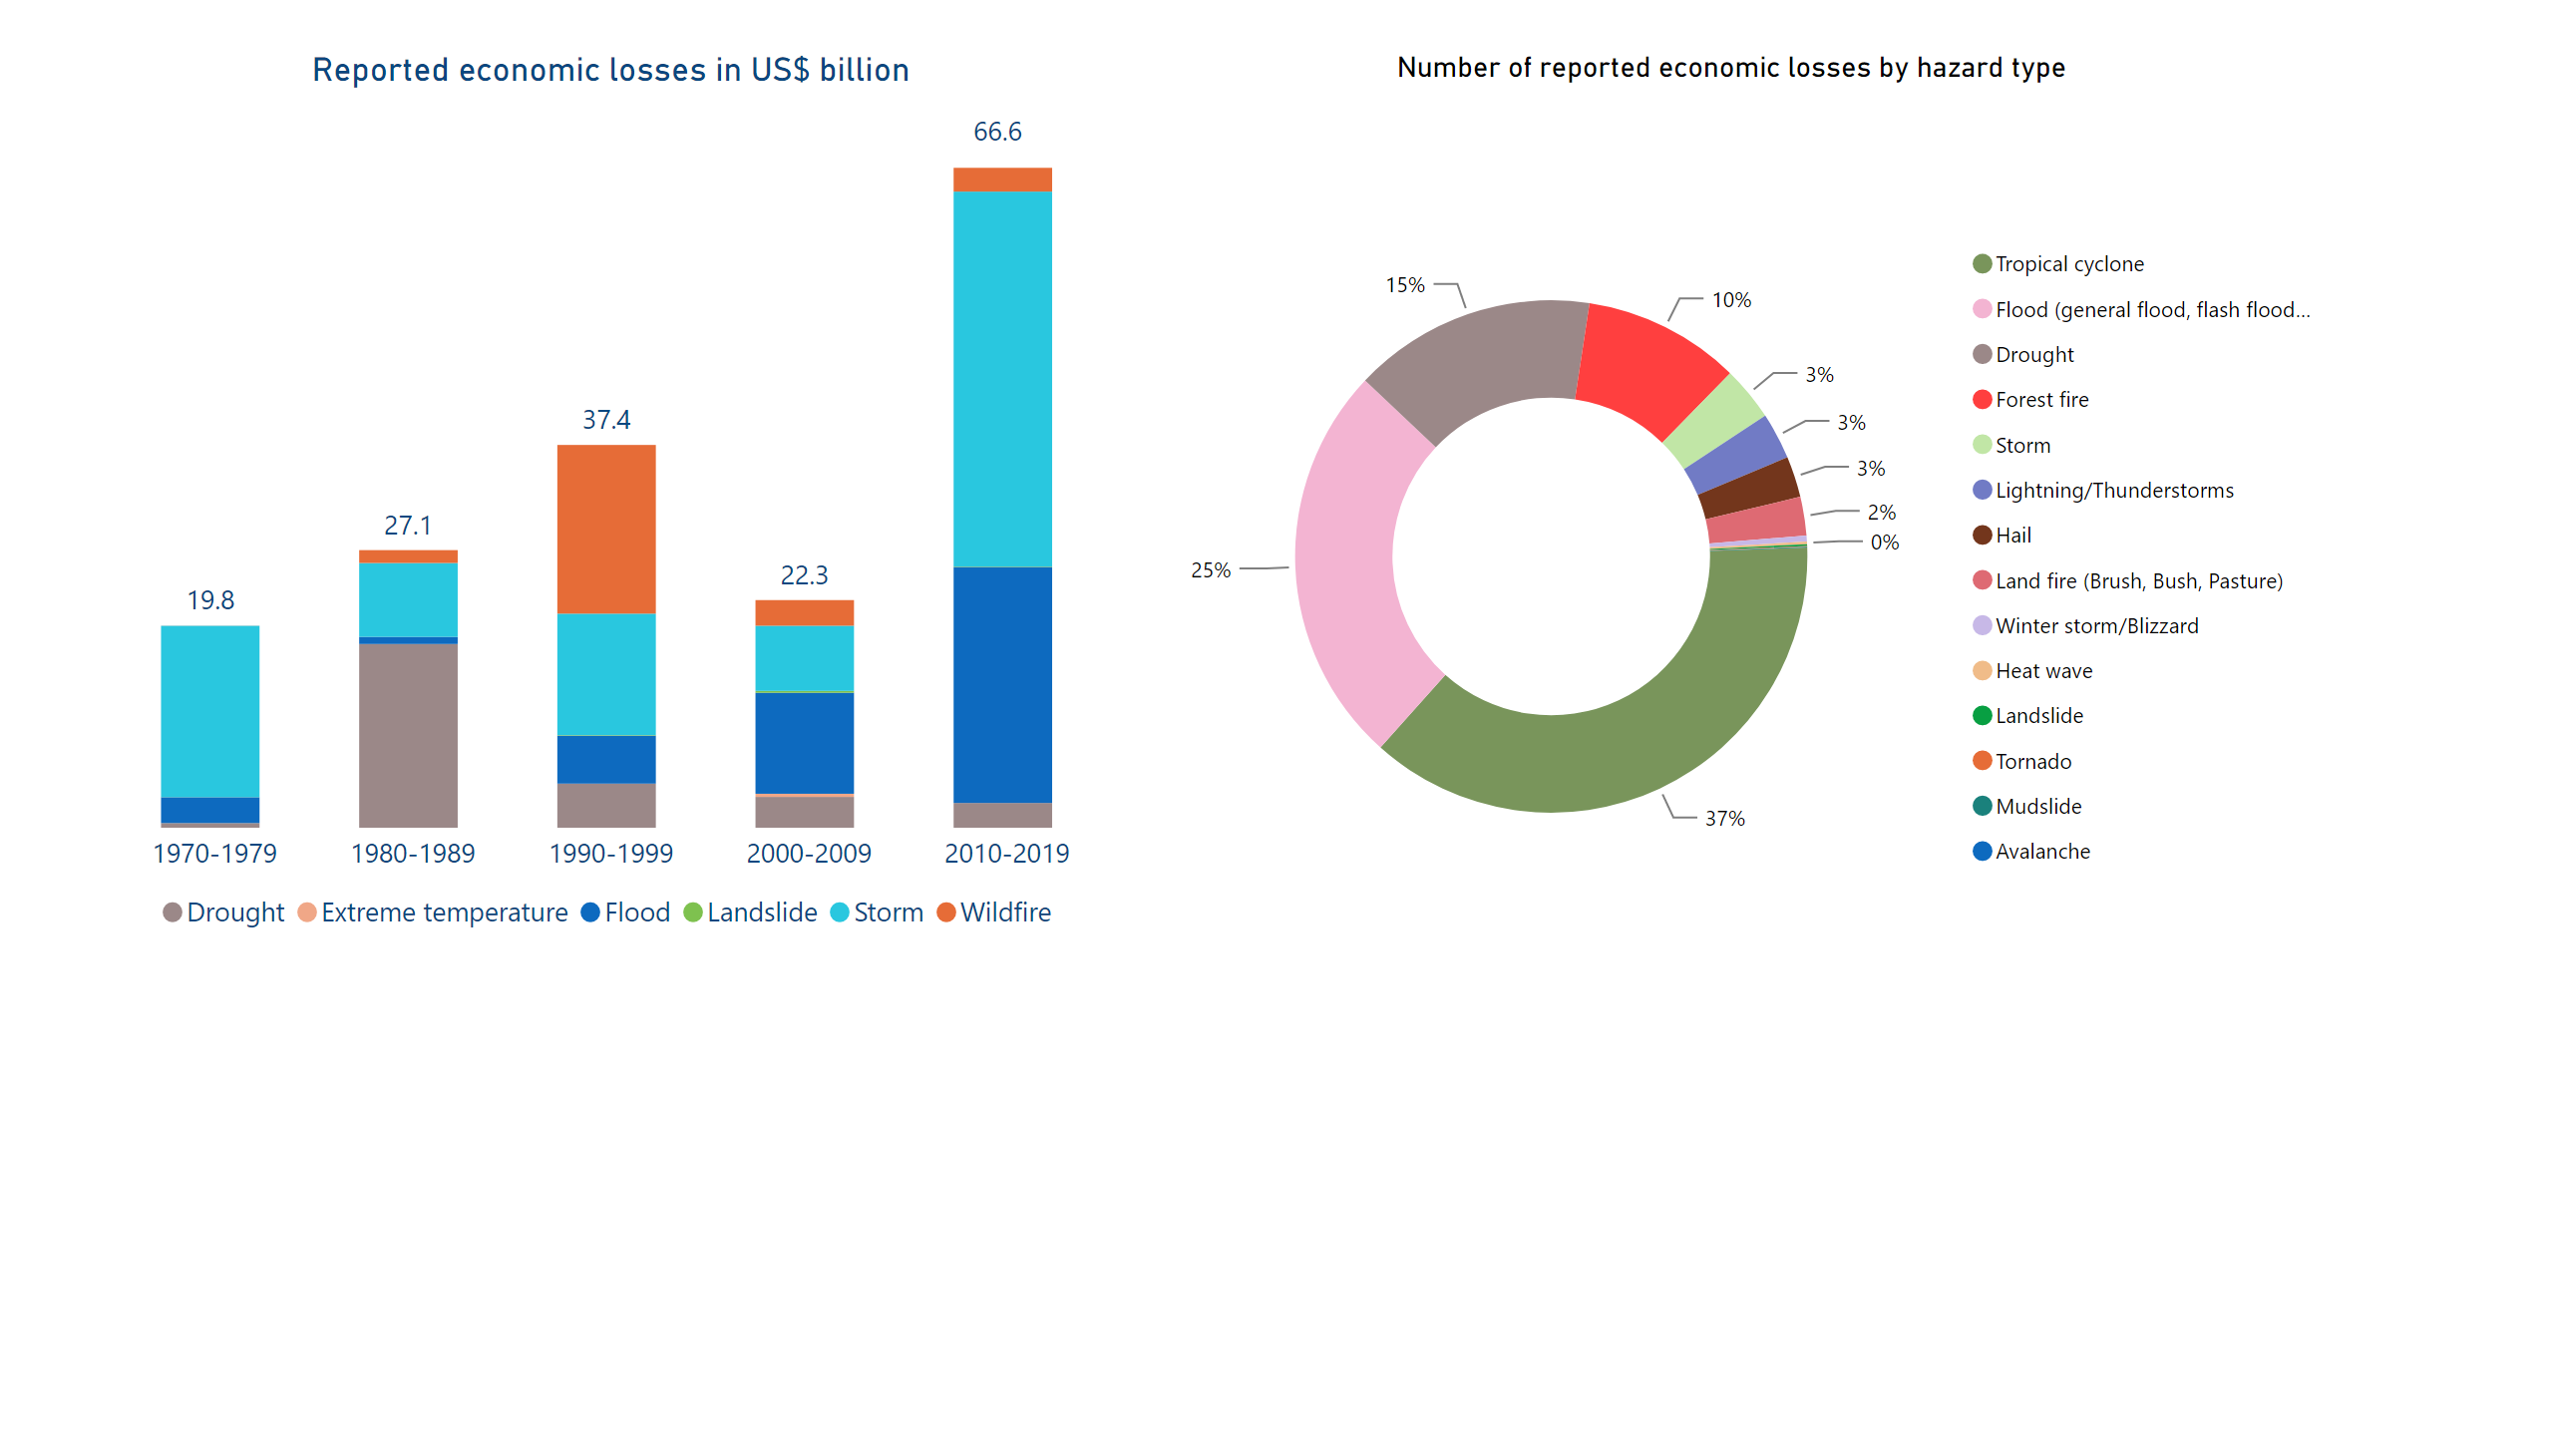 Reported economic losses in US$ billion
66.6
37.4
27.1
22.3
19.8
1970-1979 1980-1989 1990-1999 2000-2009 2010-2019
Drought Extreme temperature Flood Landslide Storm Wildfire
Number of reported economic losses by hazard type
15%
10%
3%
3%
3%
2%
0%
25%
37%
Tropical cyclone
Flood (general flood, flash flood...
Drought
Forest fire
Storm
Lightning/Thunderstorms
Hail
Land fire (Brush, Bush, Pasture)
Winter storm/Blizzard
Heat wave
Landslide
Tornado
Mudslide
Avalanche